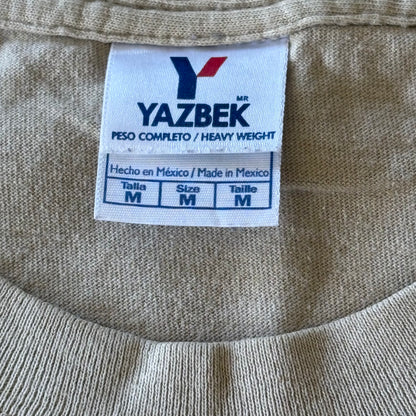 Y
YAZBEK MR
PESO COMPLETO / HEAVY WEIGHT
Hecho en México / Made in Mexico
Talla Size Taille
M M M